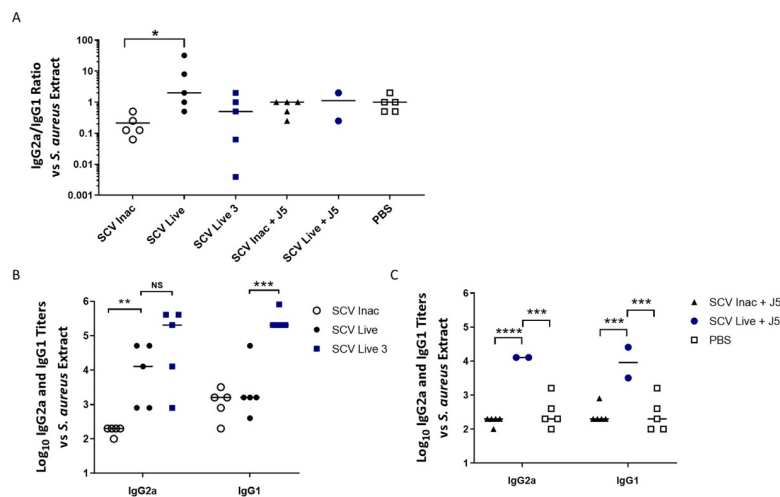 A
*
IgG2a/IgG1 Ratio
vs S. aureus Extract
100
10
1
0.1
0.01
0.001
SCV Inac
SCV Live
SCV Live 3
SCV Inac + J5
SCV Live + J5
PBS
B
Log10 IgG2a and IgG1 Titers
vs S. aureus Extract
6
5
4
3
2
1
**
NS
***
IgG2a
IgG1
SCV Inac
SCV Live
SCV Live 3
C
Log10 IgG2a and IgG1 Titers
vs S. aureus Extract
6
5
4
3
2
1
****
***
***
***
IgG2a
IgG1
SCV Inac + J5
SCV Live + J5
PBS